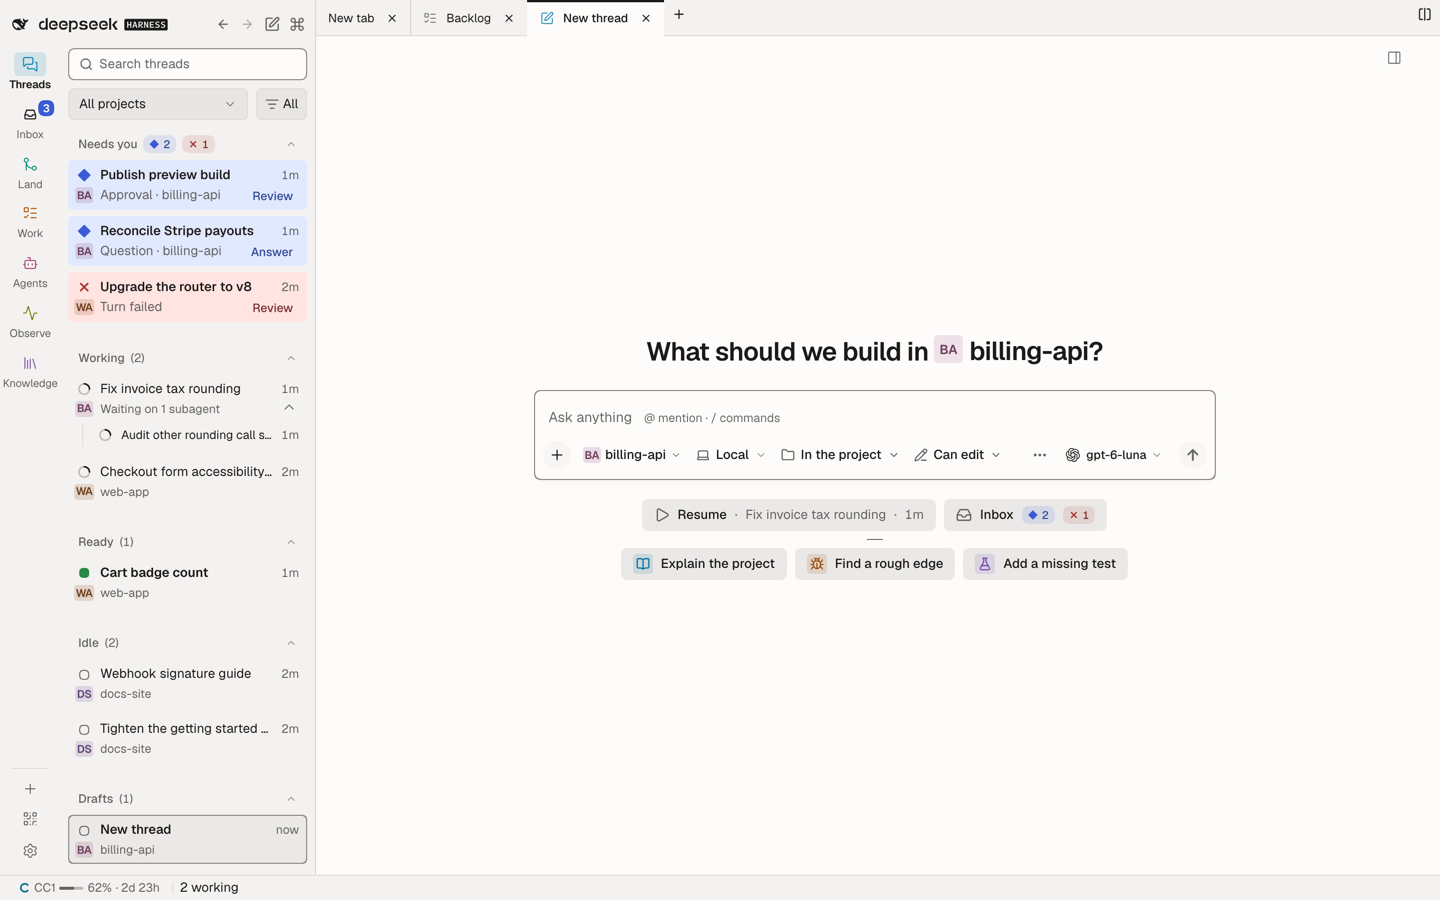 deepseek HARNESS
New tab
Backlog
New thread
Threads
3
Inbox
Land
Work
Agents
Observe
Knowledge
Search threads
All projects
All
Needs you 2 1
Publish preview build 1m
BA Approval · billing-api Review
Reconcile Stripe payouts 1m
BA Question · billing-api Answer
Upgrade the router to v8 2m
WA Turn failed Review
Working (2)
Fix invoice tax rounding 1m
BA Waiting on 1 subagent
Audit other rounding call s... 1m
Checkout form accessibility... 2m
WA web-app
Ready (1)
Cart badge count 1m
WA web-app
Idle (2)
Webhook signature guide 2m
DS docs-site
Tighten the getting started ... 2m
DS docs-site
Drafts (1)
New thread now
BA billing-api
What should we build in BA billing-api?
Ask anything @ mention · / commands
BA billing-api Local In the project Can edit gpt-6-luna
Resume · Fix invoice tax rounding · 1m
Inbox 2 1
Explain the project
Find a rough edge
Add a missing test
CC1 62% · 2d 23h 2 working